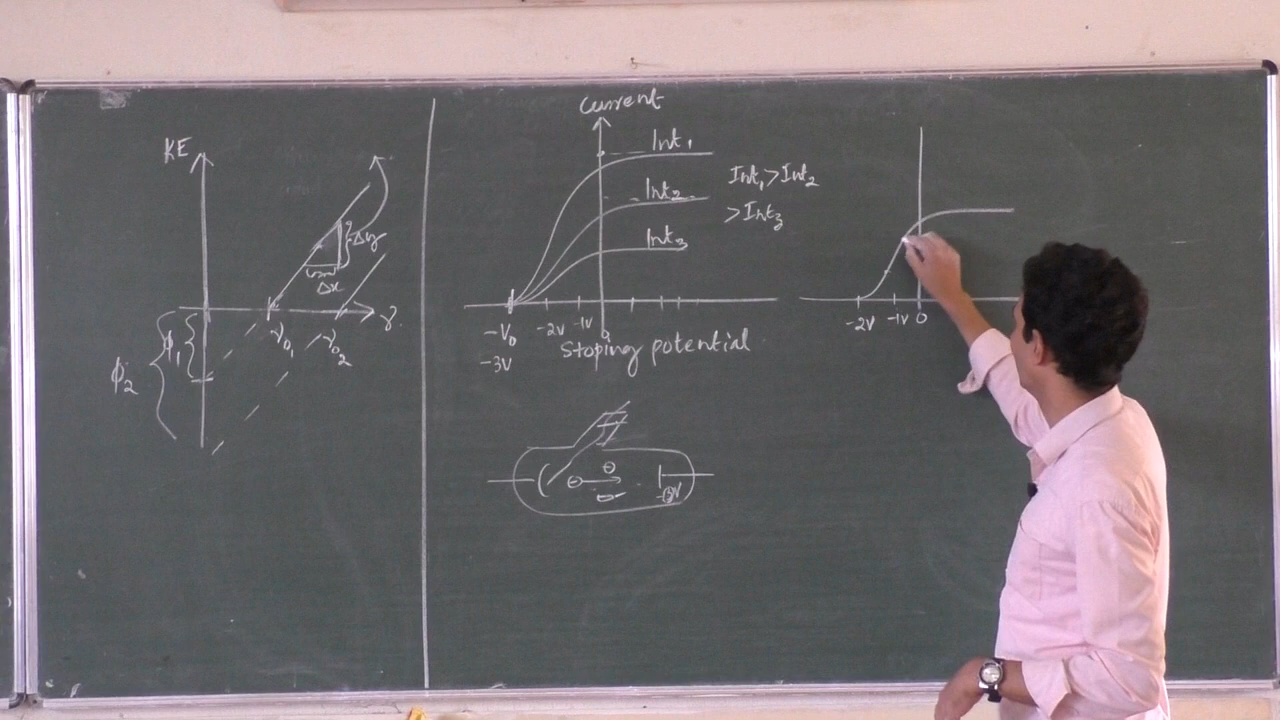 KE
Δy
Δx
ν
ν₀₁
ν₀₂
ϕ₁
ϕ₂
Current
Int₁
Int₂
Int₃
Int₁>Int₂
>Int₃
-V₀ -2V -1V 0
-3V
Stoping potential
-3V
-2V -1V 0